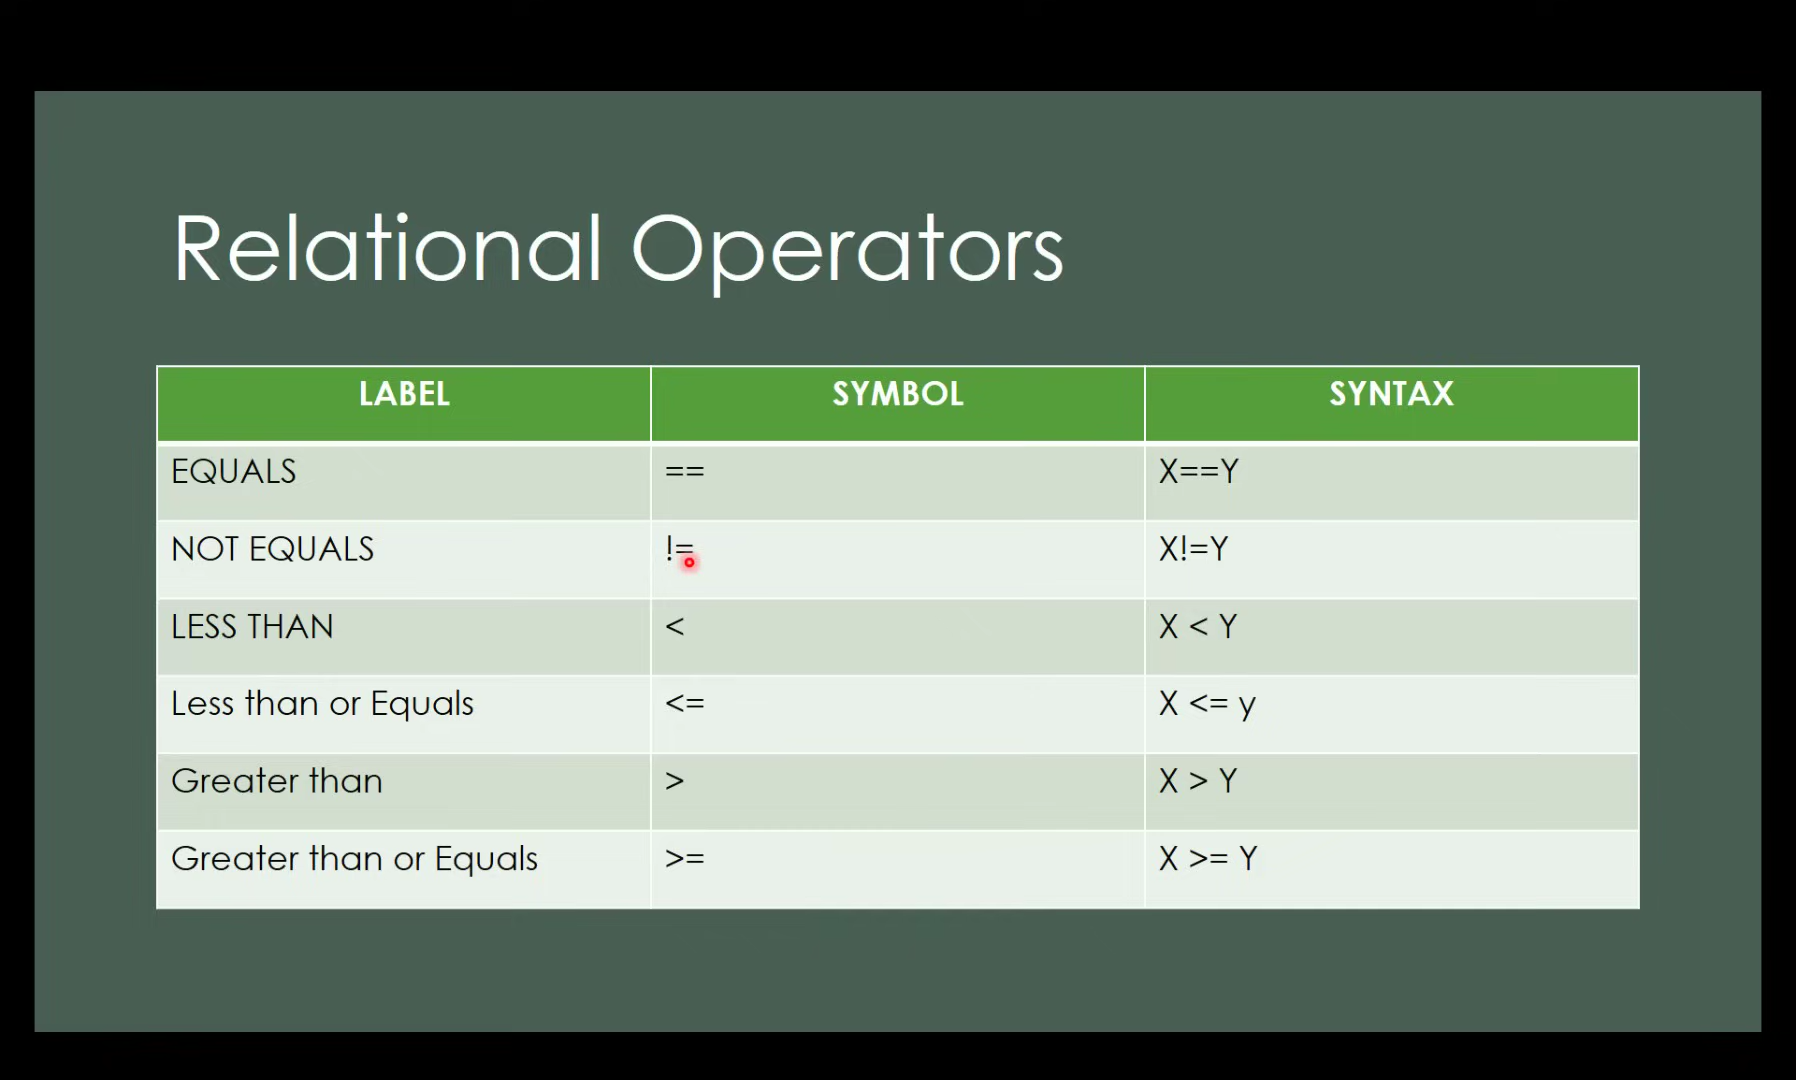 Relational Operators
LABEL SYMBOL SYNTAX
EQUALS == X==Y
NOT EQUALS != X!=Y
LESS THAN < X < Y
Less than or Equals <= X <= y
Greater than > X > Y
Greater than or Equals >= X >= Y